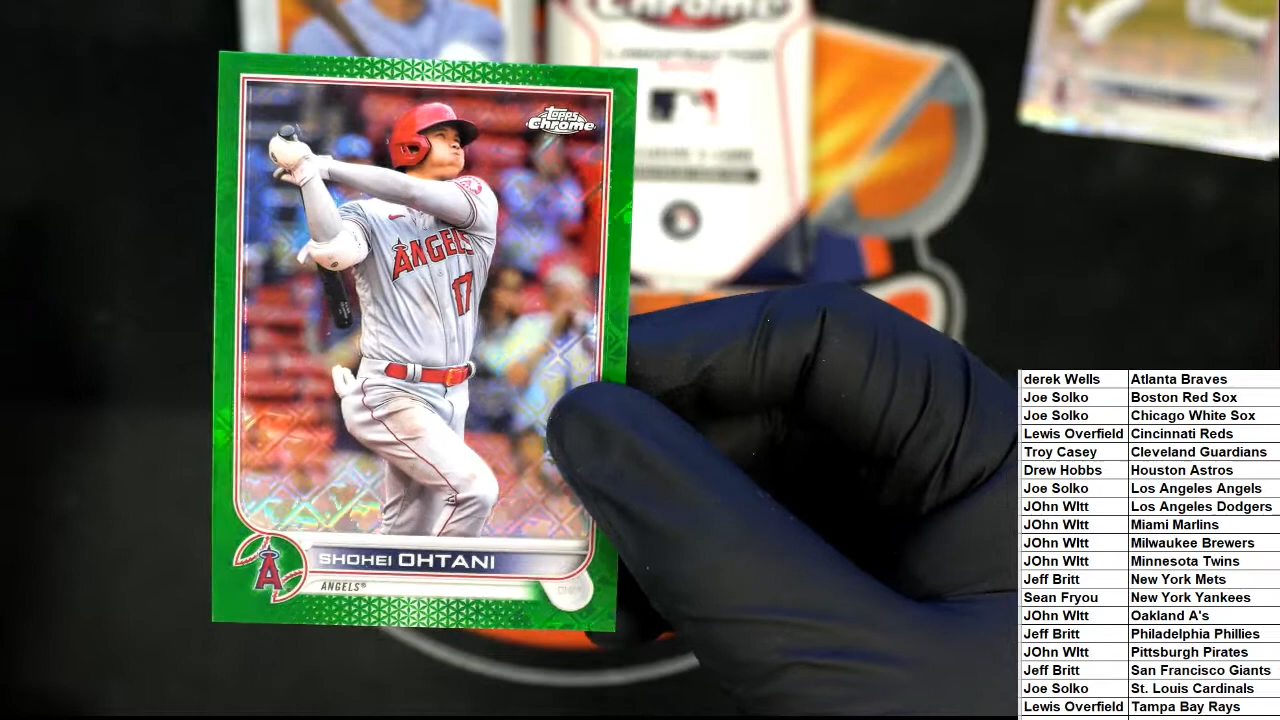 Chrome
Topps
Chrome
ANGELS
17
SHOHEI OHTANI
A
ANGELS®
derek Wells Atlanta Braves
Joe Solko Boston Red Sox
Joe Solko Chicago White Sox
Lewis Overfield Cincinnati Reds
Troy Casey Cleveland Guardians
Drew Hobbs Houston Astros
Joe Solko Los Angeles Angels
JOhn WItt Los Angeles Dodgers
JOhn WItt Miami Marlins
JOhn WItt Milwaukee Brewers
JOhn WItt Minnesota Twins
Jeff Britt New York Mets
Sean Fryou New York Yankees
JOhn WItt Oakland A's
Jeff Britt Philadelphia Phillies
JOhn WItt Pittsburgh Pirates
Jeff Britt San Francisco Giants
Joe Solko St. Louis Cardinals
Lewis Overfield Tampa Bay Rays